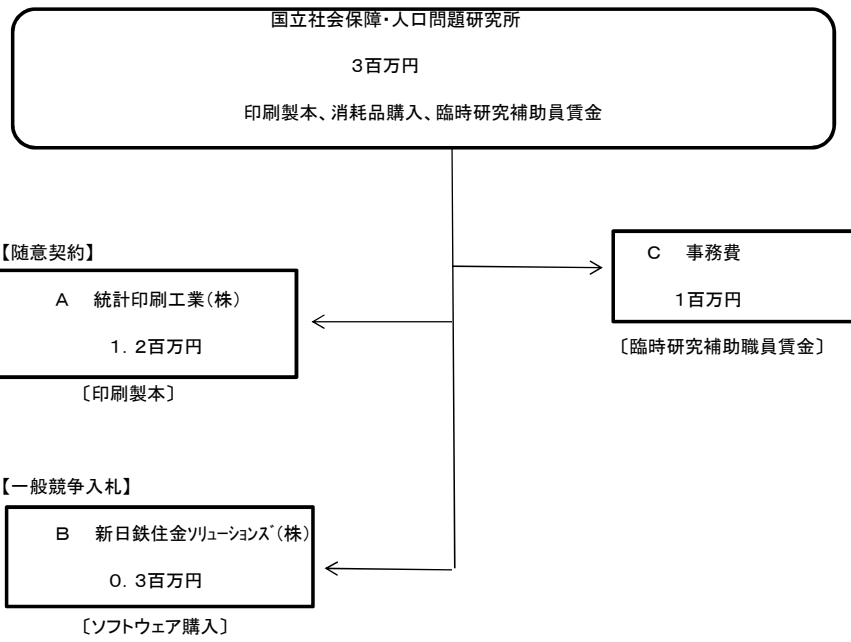 国立社会保障・人口問題研究所
3百万円
印刷製本、消耗品購入、臨時研究補助員賃金
【随意契約】
A 統計印刷工業(株)
1.2百万円
〔印刷製本〕
C 事務費
1百万円
〔臨時研究補助職員賃金〕
【一般競争入札】
B 新日鉄住金ｿﾘｭｰｼｮﾝｽﾞ(株)
0.3百万円
〔ソフトウェア購入〕